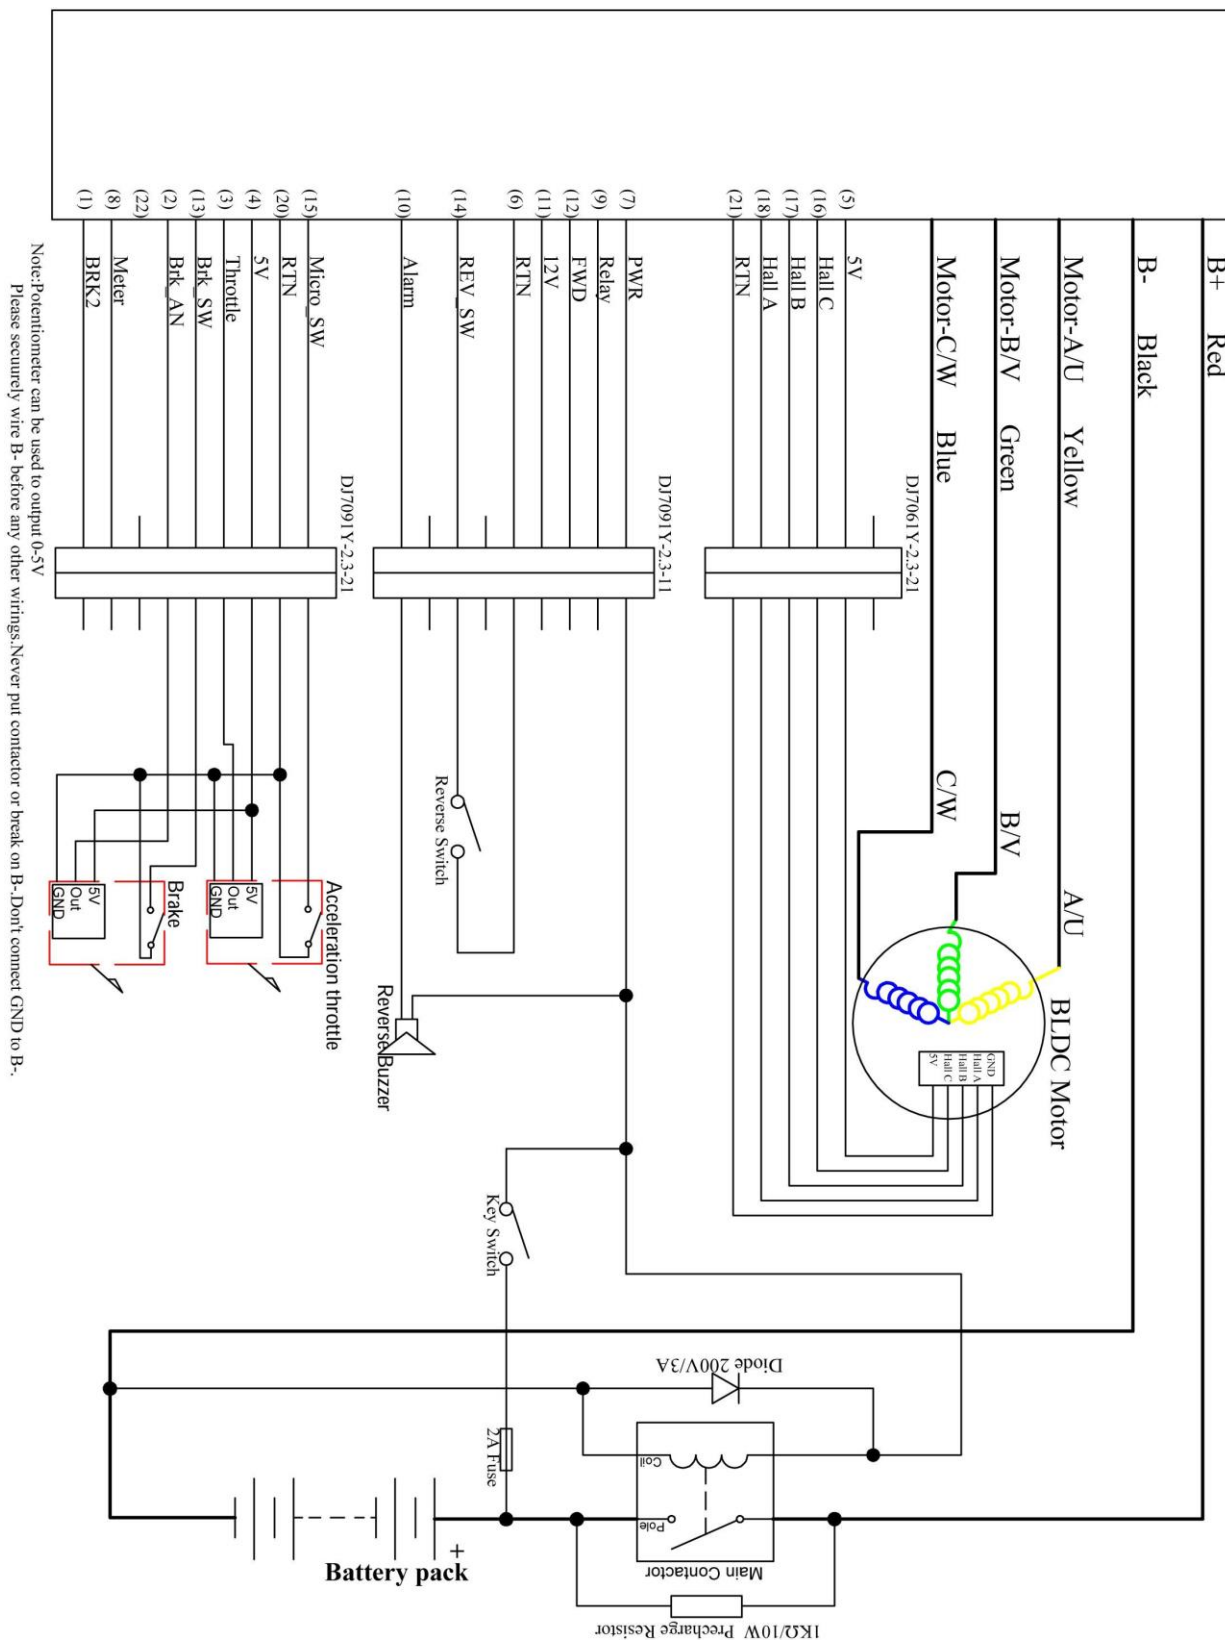 B+ Red
B- Black
Motor-A/U Yellow
Motor-B/V Green
Motor-C/W Blue
(5) 5V
(16) Hall C
(17) Hall B
(18) Hall A
(21) RTN
DJ7061Y-2.3-21
(7) PWR
(9) Relay
(12) FWD
(11) 12V
(6) RTN
(14) REV_SW
(10) Alarm
DJ7091Y-2.3-11
(15) Micro_SW
(20) RTN
(4) 5V
(3) Throttle
(13) Brk_SW
(2) Brk_AN
(22)
(8) Meter
(1) BRK2
DJ7091Y-2.3-21
A/U
B/V
C/W
BLDC Motor
GND
Hall A
Hall B
Hall C
5V
Reverse Switch
Reverse Buzzer
Acceleration throttle
5V
Out
GND
Brake
5V
Out
GND
Key Switch
2A Fuse
Diode 200V/3A
Coil
Pole
Main Contactor
1KΩ/10W Precharge Resistor
+
Battery pack
Note:Potentiometer can be used to output 0-5V
Please secuurely wire B- before any other wirings.Never put contactor or break on B-.Don't connect GND to B-.